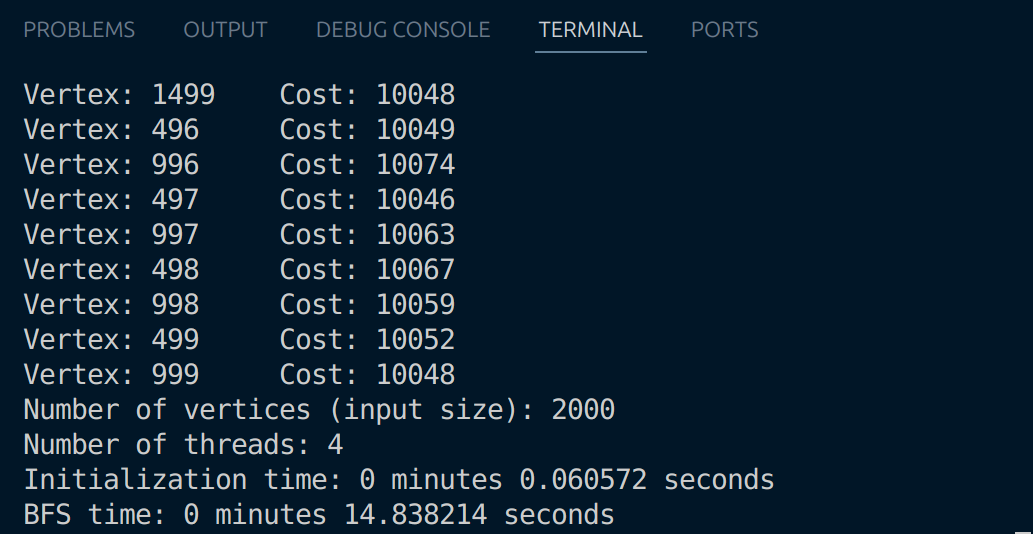 PROBLEMS OUTPUT DEBUG CONSOLE TERMINAL PORTS
Vertex: 1499 Cost: 10048
Vertex: 496 Cost: 10049
Vertex: 996 Cost: 10074
Vertex: 497 Cost: 10046
Vertex: 997 Cost: 10063
Vertex: 498 Cost: 10067
Vertex: 998 Cost: 10059
Vertex: 499 Cost: 10052
Vertex: 999 Cost: 10048
Number of vertices (input size): 2000
Number of threads: 4
Initialization time: 0 minutes 0.060572 seconds
BFS time: 0 minutes 14.838214 seconds